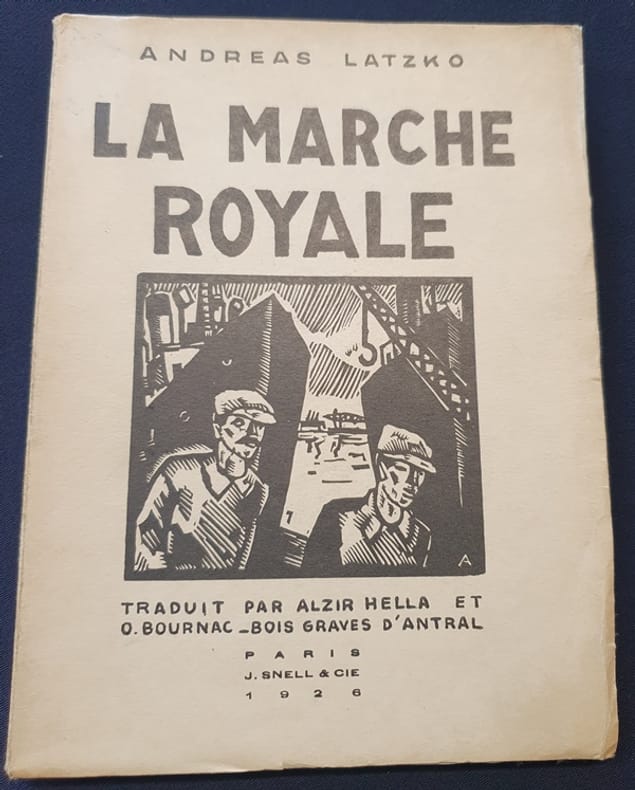 ANDREAS LATZKO
LA MARCHE
ROYALE
A
TRADUIT PAR ALZIR HELLA ET
O. BOURNAC _ BOIS GRAVES D'ANTRAL
PARIS
J. SNELL & CIE
1926